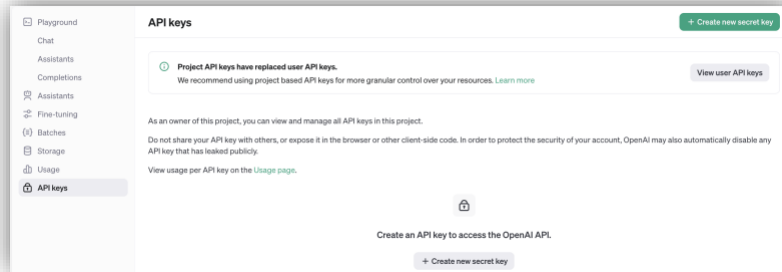 Playground
Chat
Assistants
Completions
Assistants
Fine-tuning
Batches
Storage
Usage
API keys
API keys
+ Create new secret key
Project API keys have replaced user API keys.
We recommend using project based API keys for more granular control over your resources. Learn more
View user API keys
As an owner of this project, you can view and manage all API keys in this project.
Do not share your API key with others, or expose it in the browser or other client-side code. In order to protect the security of your account, OpenAI may also automatically disable any
API key that has leaked publicly.
View usage per API key on the Usage page.
Create an API key to access the OpenAI API.
+ Create new secret key